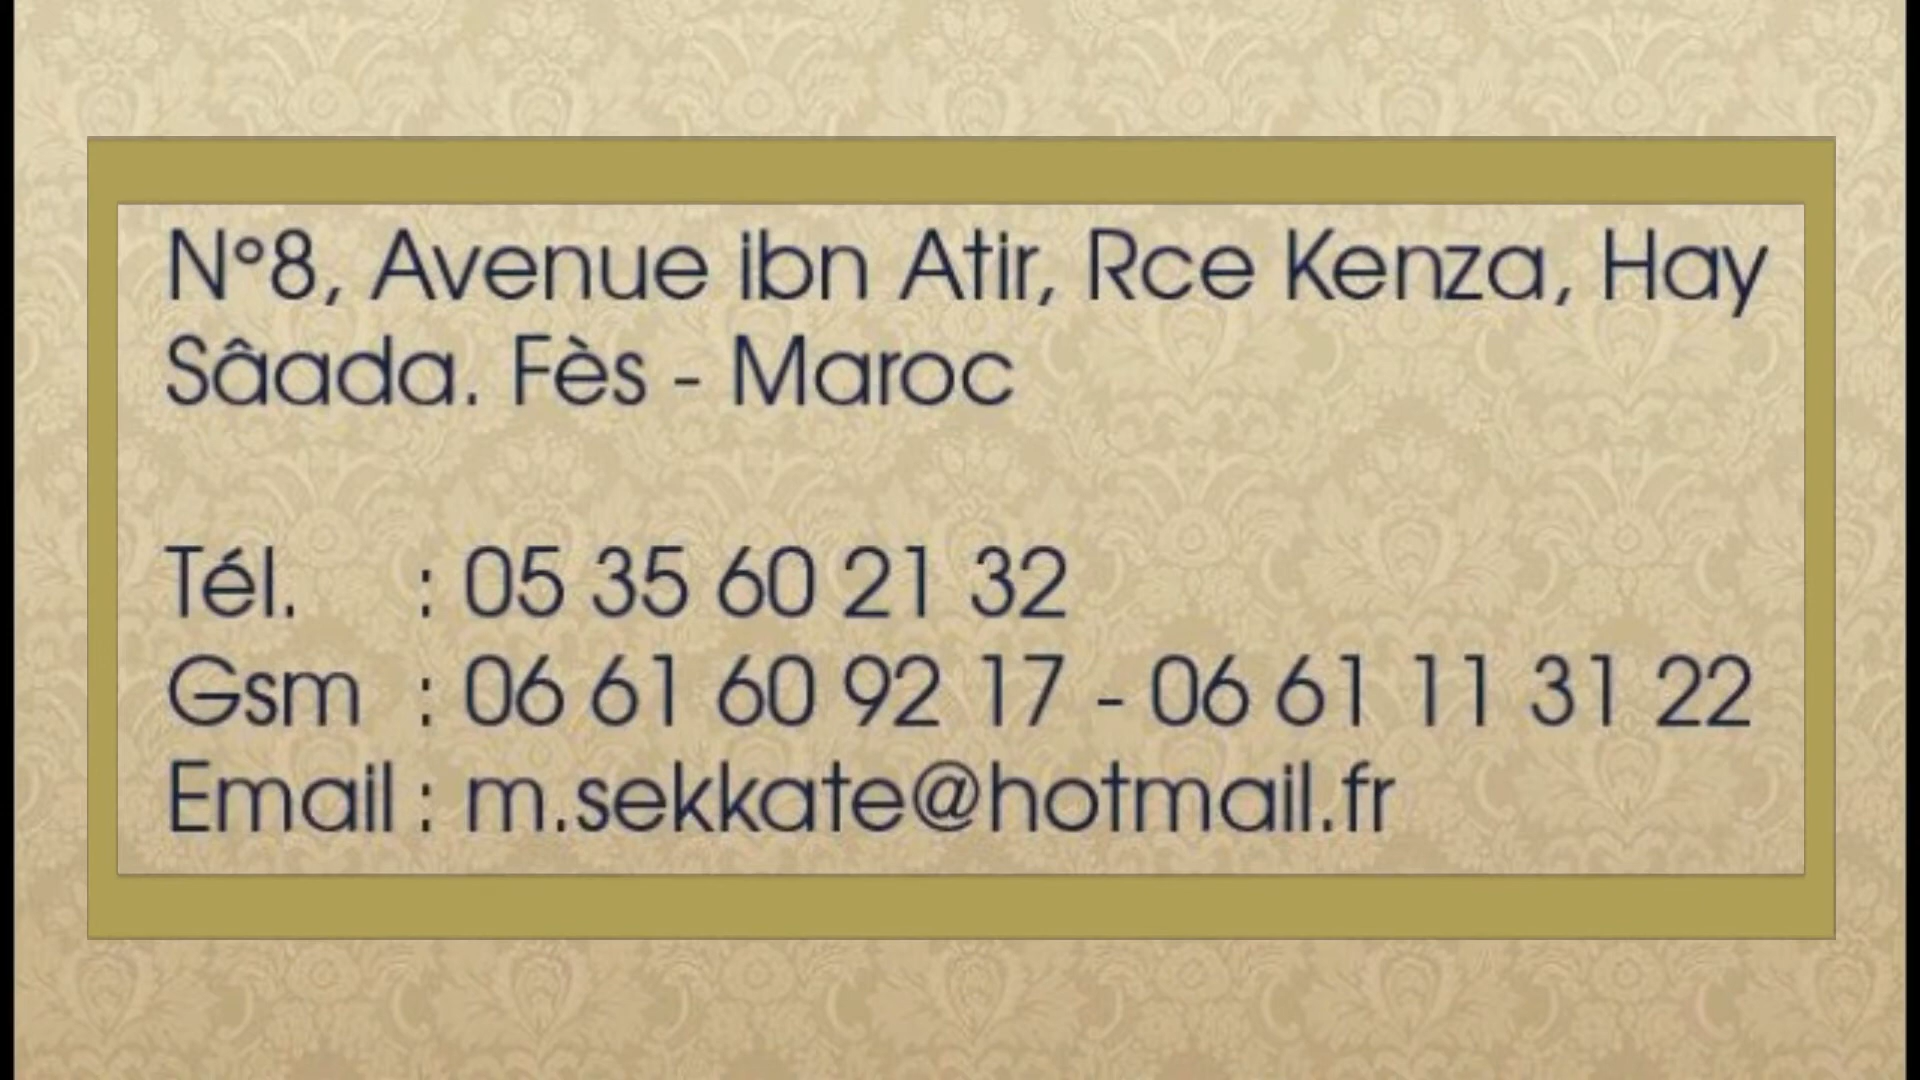 N°8, Avenue ibn Atir, Rce Kenza, Hay
Sâada. Fès - Maroc
Tél. : 05 35 60 21 32
Gsm : 06 61 60 92 17 - 06 61 11 31 22
Email : m.sekkate@hotmail.fr